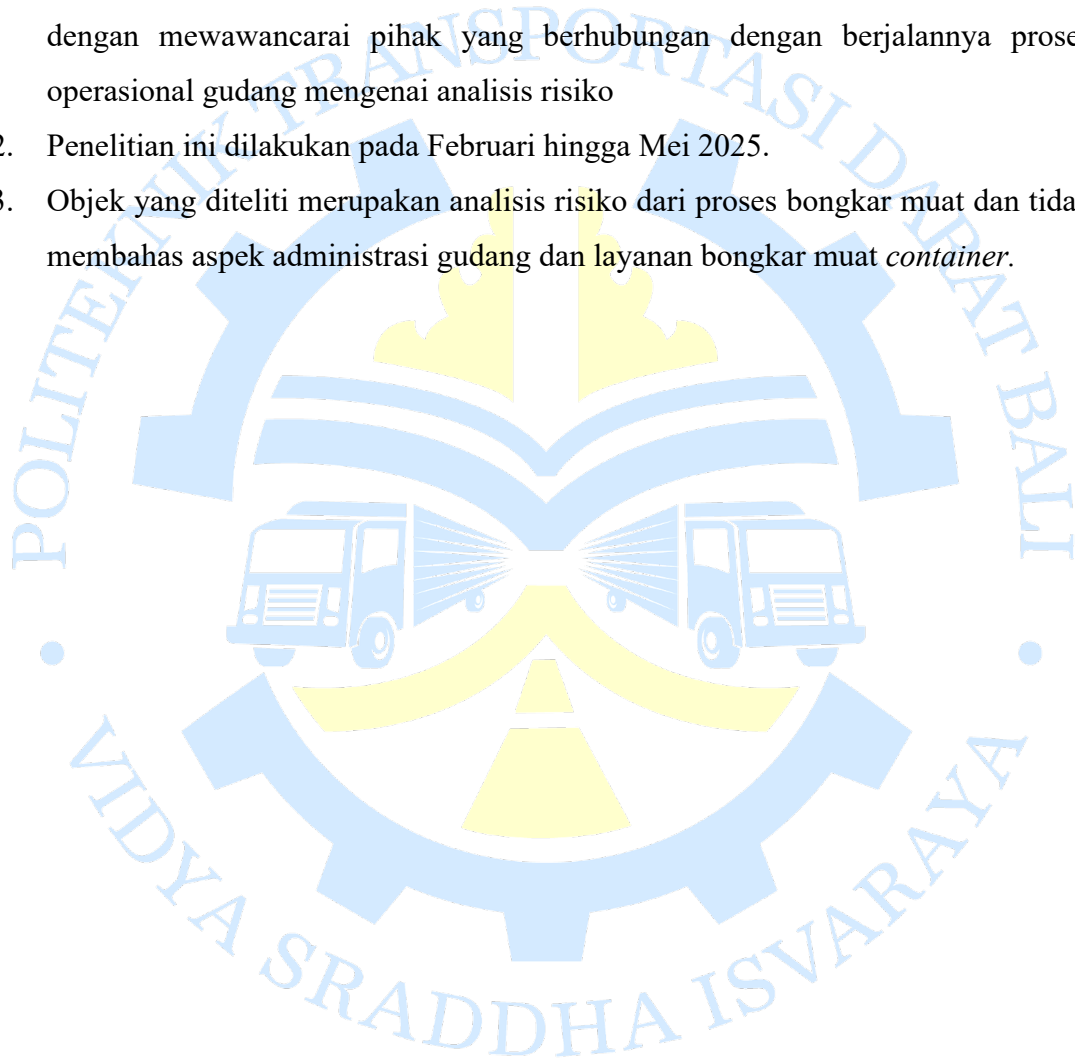 dengan mewawancarai pihak yang berhubungan dengan berjalannya prose
operasional gudang mengenai analisis risiko
2. Penelitian ini dilakukan pada Februari hingga Mei 2025.
3. Objek yang diteliti merupakan analisis risiko dari proses bongkar muat dan tida
membahas aspek administrasi gudang dan layanan bongkar muat container.
POLITEKNIK TRANSPORTASI DARAT BALI
• VIDYA SRADDHA ISVARAYA •